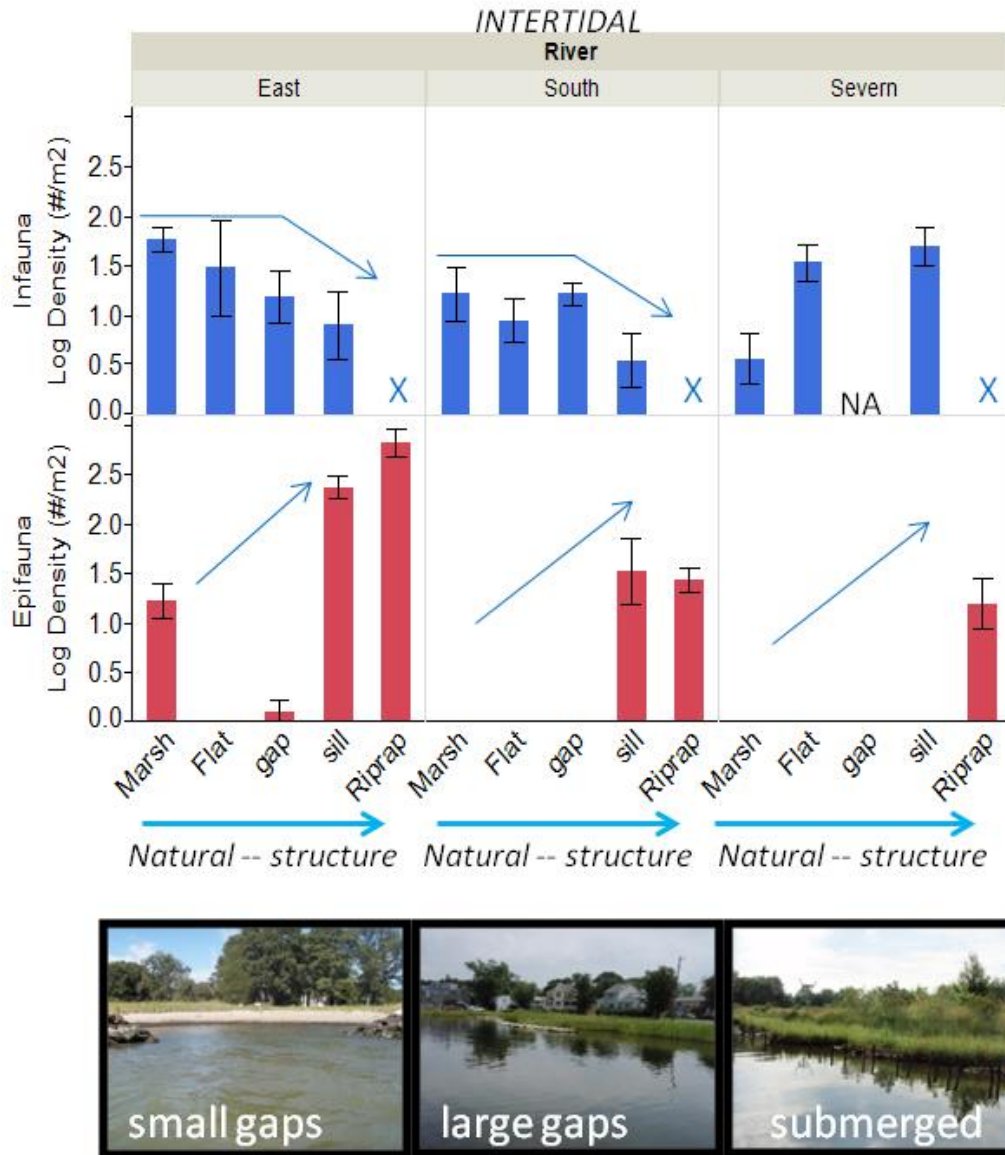 INTERTIDAL
River
East South Severn
Infauna
Log Density (#/m2)
2.5
2.0
1.5
1.0
0.5
0.0
X X NA X
Epifauna
Log Density (#/m2)
2.5
2.0
1.5
1.0
0.5
0.0
Marsh Flat gap sill Riprap Marsh Flat gap sill Riprap Marsh Flat gap sill Riprap
Natural -- structure Natural -- structure Natural -- structure
small gaps large gaps submerged